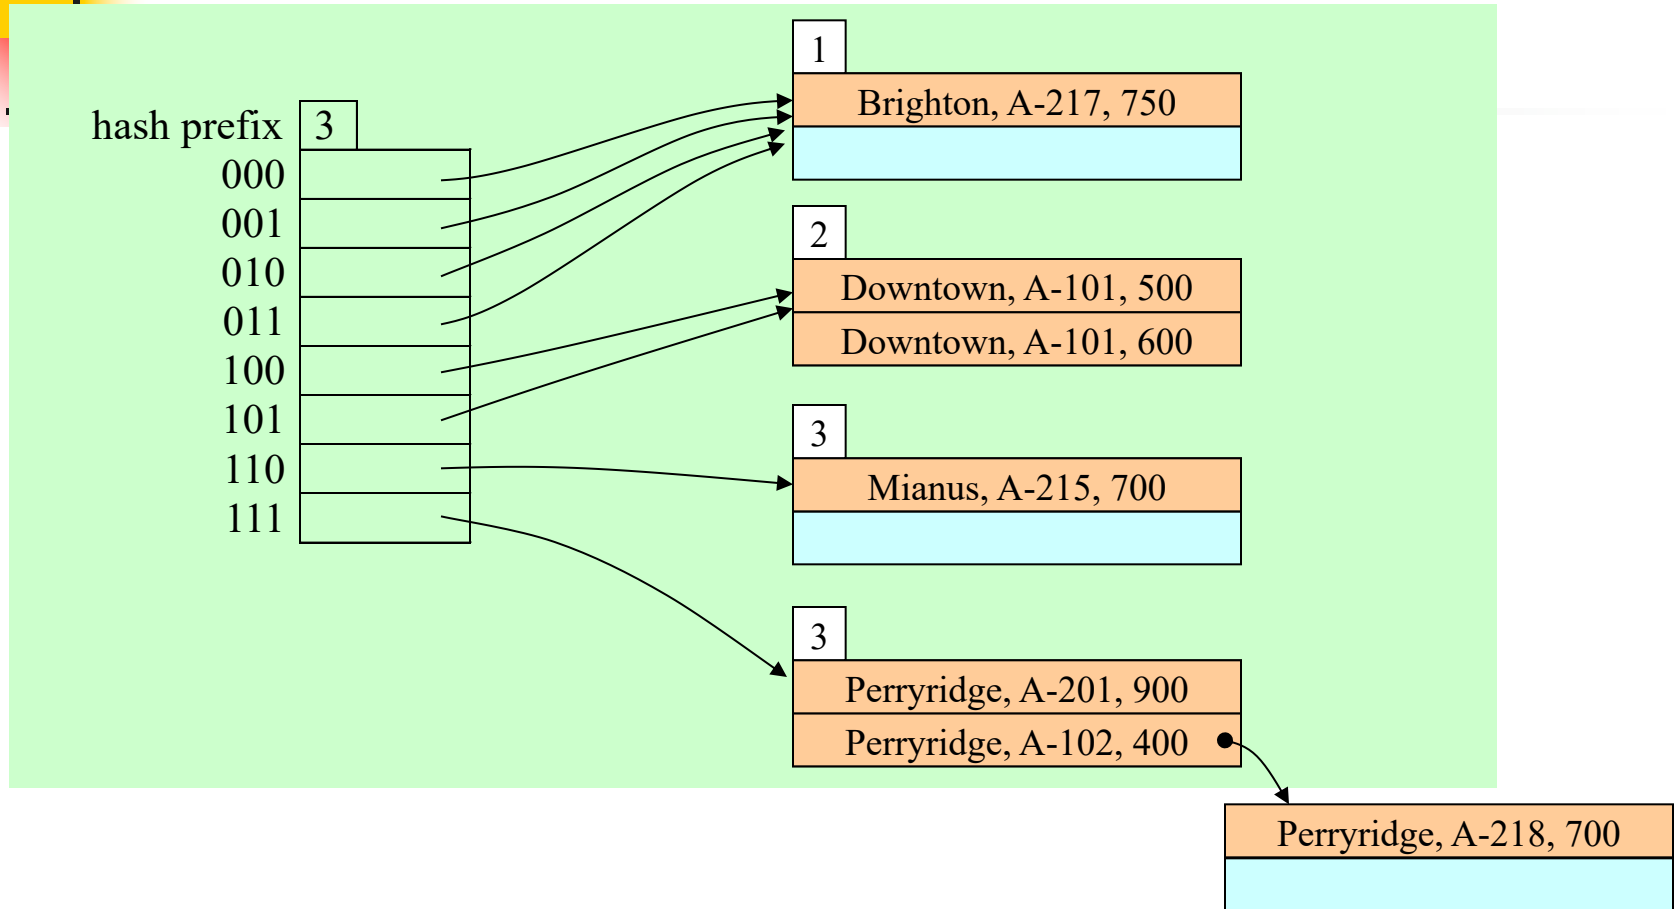 hash prefix 3
000
001
010
011
100
101
110
111
1
Brighton, A-217, 750
2
Downtown, A-101, 500
Downtown, A-101, 600
3
Mianus, A-215, 700
3
Perryridge, A-201, 900
Perryridge, A-102, 400
Perryridge, A-218, 700